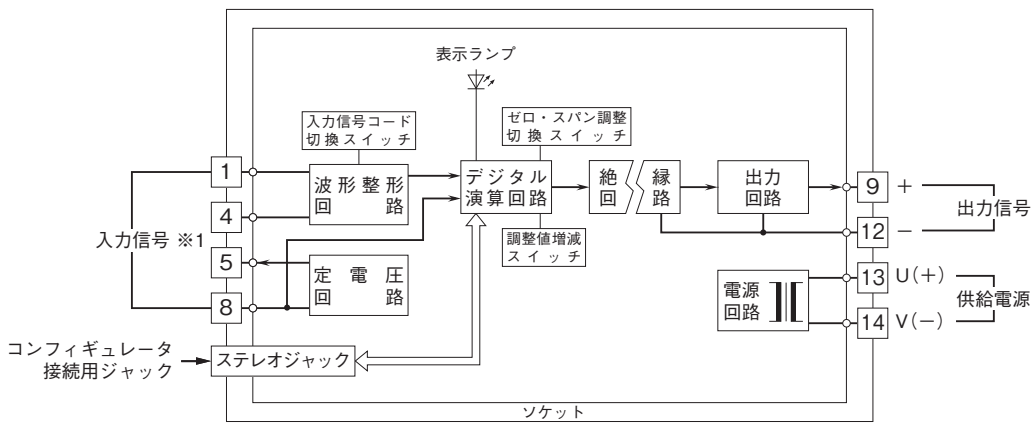 表示ランプ
入力信号コード
切換スイッチ
ゼロ・スパン調整
切換スイッチ
1
4
5
8
入力信号 ※1
波形整形
回路
定電圧
回路
デジタル
演算回路
調整値増減
スイッチ
絶 縁
回 路
出力
回路
電源
回路
9
12
13
14
+
−
出力信号
U(+)
V(−)
供給電源
コンフィギュレータ
接続用ジャック
ステレオジャック
ソケット